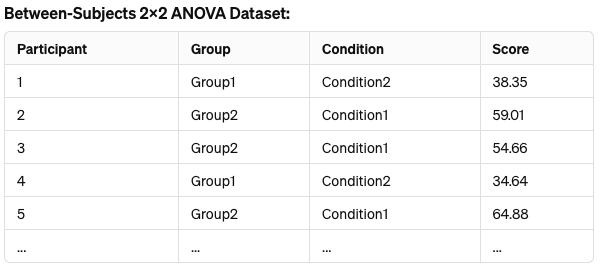 Between-Subjects 2×2 ANOVA Dataset:
Participant Group Condition Score
1 Group1 Condition2 38.35
2 Group2 Condition1 59.01
3 Group2 Condition1 54.66
4 Group1 Condition2 34.64
5 Group2 Condition1 64.88
... ... ... ...